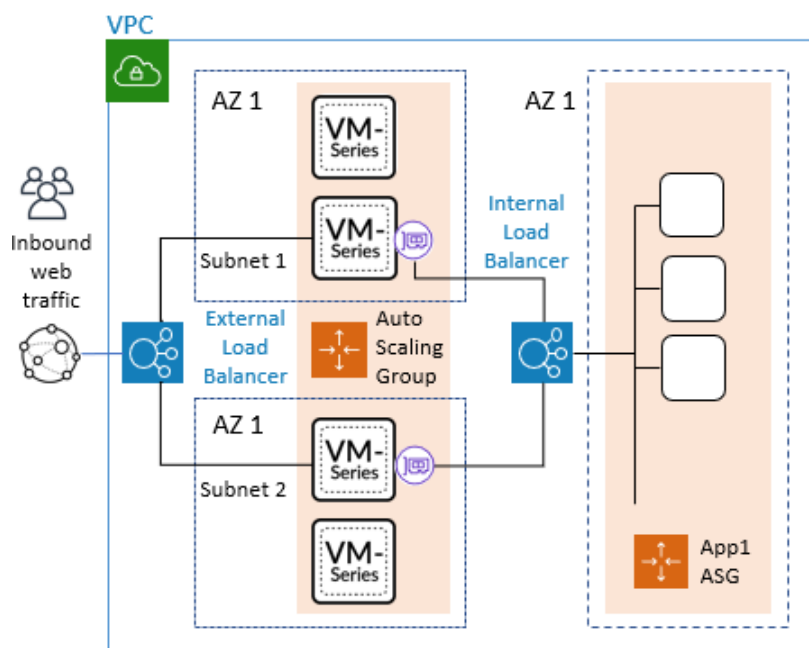 VPC
AZ 1
AZ 1
VM-
Series
VM-
Series
Subnet 1
Internal
Load
Balancer
Inbound
web
traffic
External
Load
Balancer
Auto
Scaling
Group
AZ 1
VM-
Series
Subnet 2
VM-
Series
App1
ASG